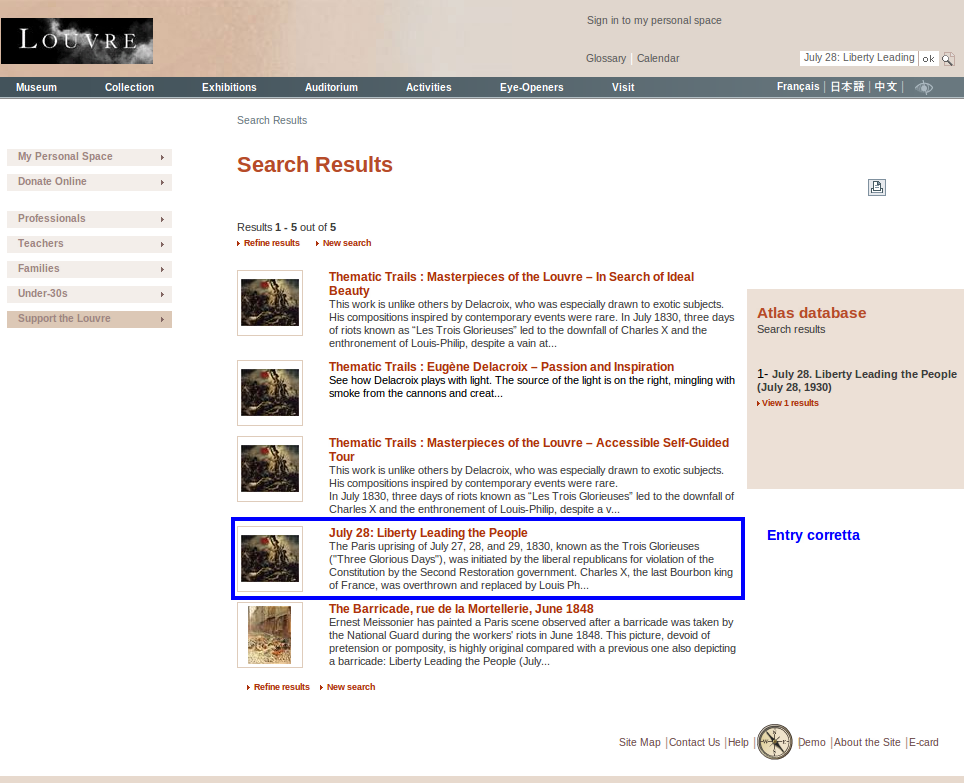 Sign in to my personal space
LOUVRE
Glossary | Calendar
July 28: Liberty Leading
ok
Museum Collection Exhibitions Auditorium Activities Eye-Openers Visit Français | 日本語 | 中文 |
Search Results
My Personal Space
Donate Online
Professionals
Teachers
Families
Under-30s
Support the Louvre
Search Results
Results 1 - 5 out of 5
Refine results New search
Thematic Trails : Masterpieces of the Louvre – In Search of Ideal
Beauty
This work is unlike others by Delacroix, who was especially drawn to exotic subjects.
His compositions inspired by contemporary events were rare. In July 1830, three days
of riots known as “Les Trois Glorieuses” led to the downfall of Charles X and the
enthronement of Louis-Philip, despite a vain at...
Thematic Trails : Eugène Delacroix – Passion and Inspiration
See how Delacroix plays with light. The source of the light is on the right, mingling with
smoke from the cannons and creat...
Thematic Trails : Masterpieces of the Louvre – Accessible Self-Guided
Tour
This work is unlike others by Delacroix, who was especially drawn to exotic subjects.
His compositions inspired by contemporary events were rare.
In July 1830, three days of riots known as “Les Trois Glorieuses” led to the downfall of
Charles X and the enthronement of Louis-Philip, despite a v...
July 28: Liberty Leading the People
The Paris uprising of July 27, 28, and 29, 1830, known as the Trois Glorieuses
("Three Glorious Days"), was initiated by the liberal republicans for violation of the
Constitution by the Second Restoration government. Charles X, the last Bourbon king
of France, was overthrown and replaced by Louis Ph...
The Barricade, rue de la Mortellerie, June 1848
Ernest Meissonier has painted a Paris scene observed after a barricade was taken by
the National Guard during the workers' riots in June 1848. This picture, devoid of
pretension or pomposity, is highly original compared with a previous one also depicting
a barricade: Liberty Leading the People (July...
Refine results New search
Atlas database
Search results
1- July 28. Liberty Leading the People
(July 28, 1930)
View 1 results
Entry corretta
Site Map | Contact Us | Help | W E | Demo | About the Site | E-card